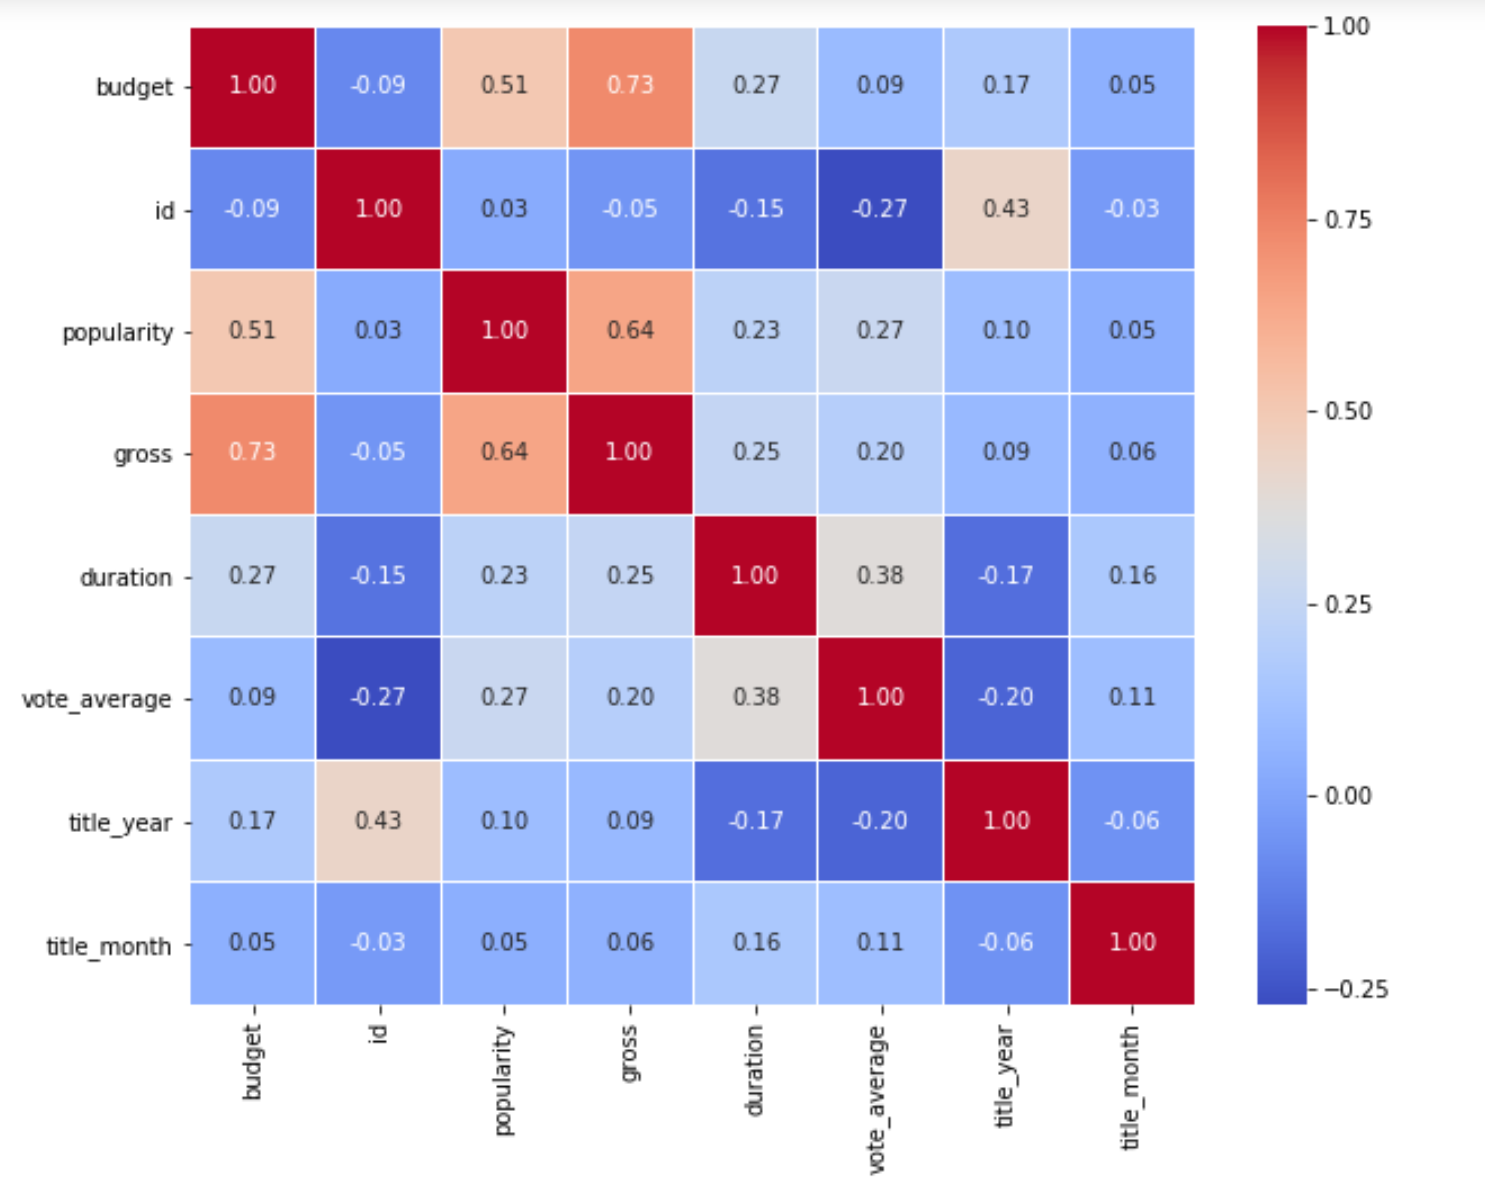 1.00
budget 1.00 -0.09 0.51 0.73 0.27 0.09 0.17 0.05
id -0.09 1.00 0.03 -0.05 -0.15 -0.27 0.43 -0.03
0.75
popularity 0.51 0.03 1.00 0.64 0.23 0.27 0.10 0.05
0.50
gross 0.73 -0.05 0.64 1.00 0.25 0.20 0.09 0.06
duration 0.27 -0.15 0.23 0.25 1.00 0.38 -0.17 0.16
0.25
vote_average 0.09 -0.27 0.27 0.20 0.38 1.00 -0.20 0.11
0.00
title_year 0.17 0.43 0.10 0.09 -0.17 -0.20 1.00 -0.06
title_month 0.05 -0.03 0.05 0.06 0.16 0.11 -0.06 1.00
−0.25
budget
id
popularity
gross
duration
vote_average
title_year
title_month